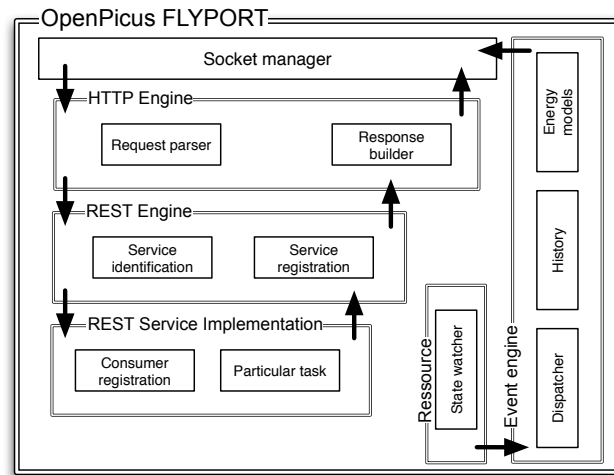 OpenPicus FLYPORT
Socket manager
HTTP Engine
Request parser
Response
builder
REST Engine
Service
identification
Service
registration
REST Service Implementation
Consumer
registration
Particular task
Ressource
State watcher
Event engine
Energy
models
History
Dispatcher